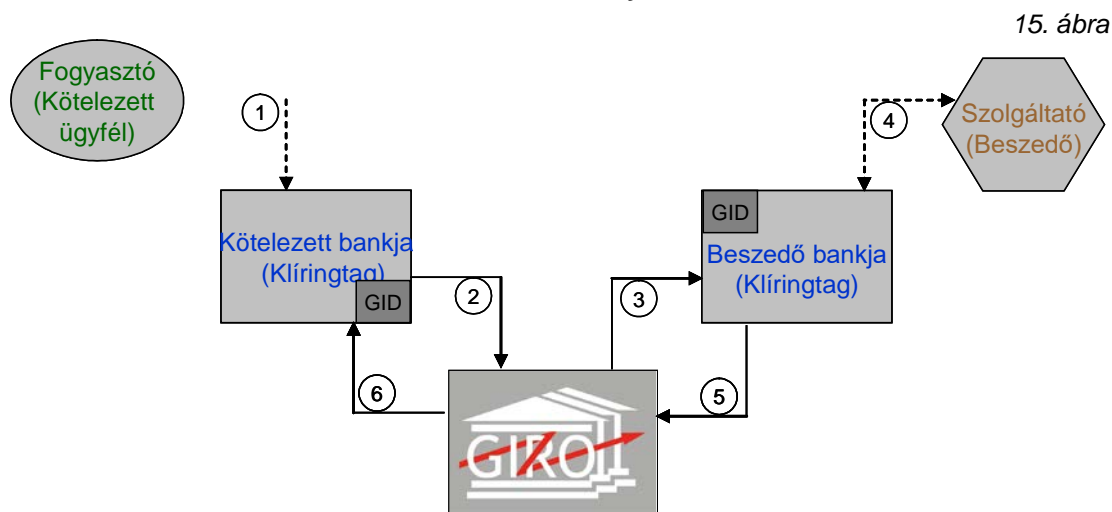 15. ábra
Fogyasztó
(Kötelezett
ügyfél)
1
4
Szolgáltató
(Beszedő)
Kötelezett bankja
(Klíringtag)
GID
GID
Beszedő bankja
(Klíringtag)
2
3
6
5
GIRO